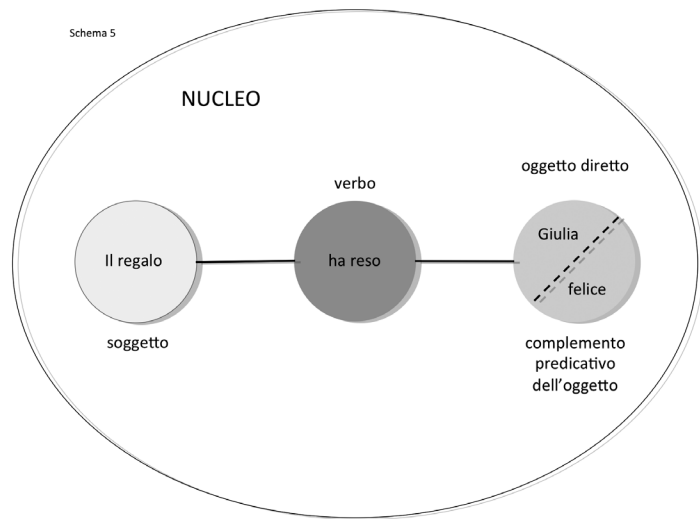 Schema 5
NUCLEO
oggetto diretto
verbo
Giulia
Il regalo
ha reso
felice
soggetto
complemento
predicativo
dell'oggetto